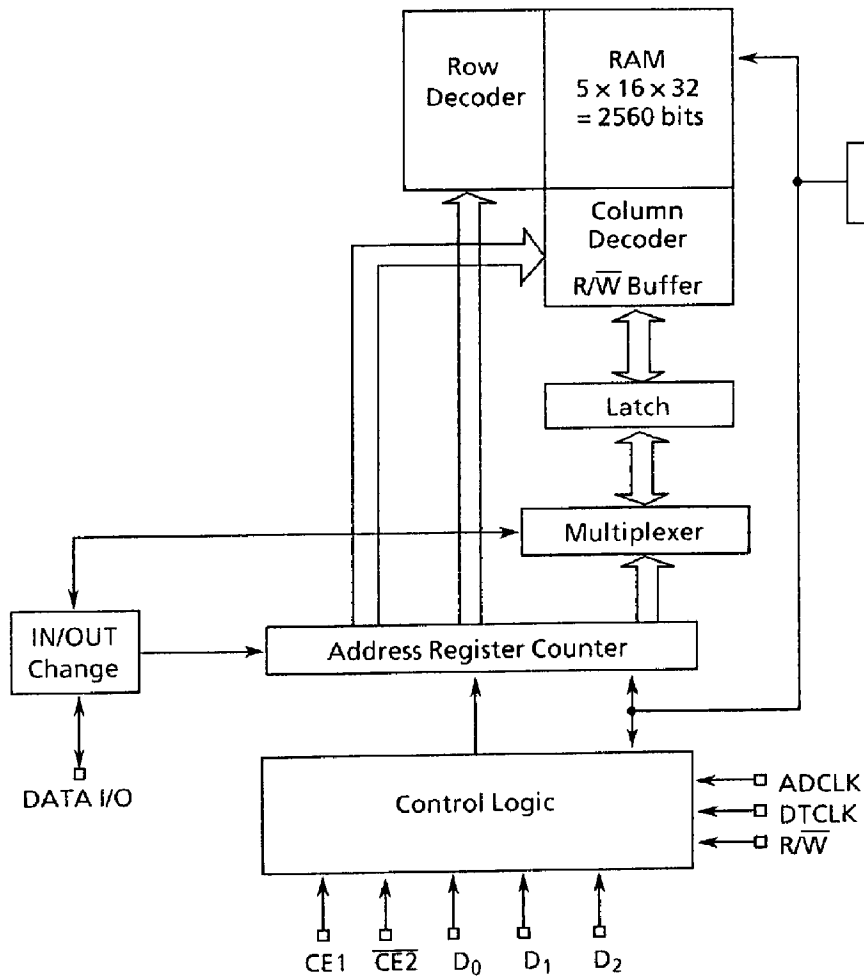 Row
Decoder
RAM
5 x 16 x 32
= 2560 bits
Column
Decoder
R/W̅ Buffer
Latch
Multiplexer
IN/OUT
Change
Address Register Counter
DATA I/O
Control Logic
ADCLK
DTCLK
R/W̅
CE1 C̅E̅2̅ D₀ D₁ D₂